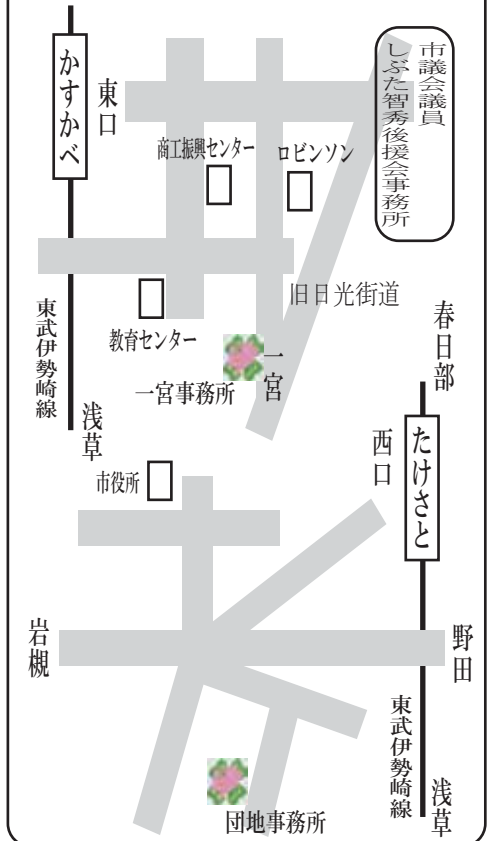 市議会議員
しぶた智秀後援会事務所
かすかべ
東口
商工振興センター
ロビンソン
旧日光街道
教育センター
一宮
一宮事務所
東武伊勢崎線
浅草
春日部
たけさと
西口
市役所
岩槻
野田
東武伊勢崎線
浅草
団地事務所